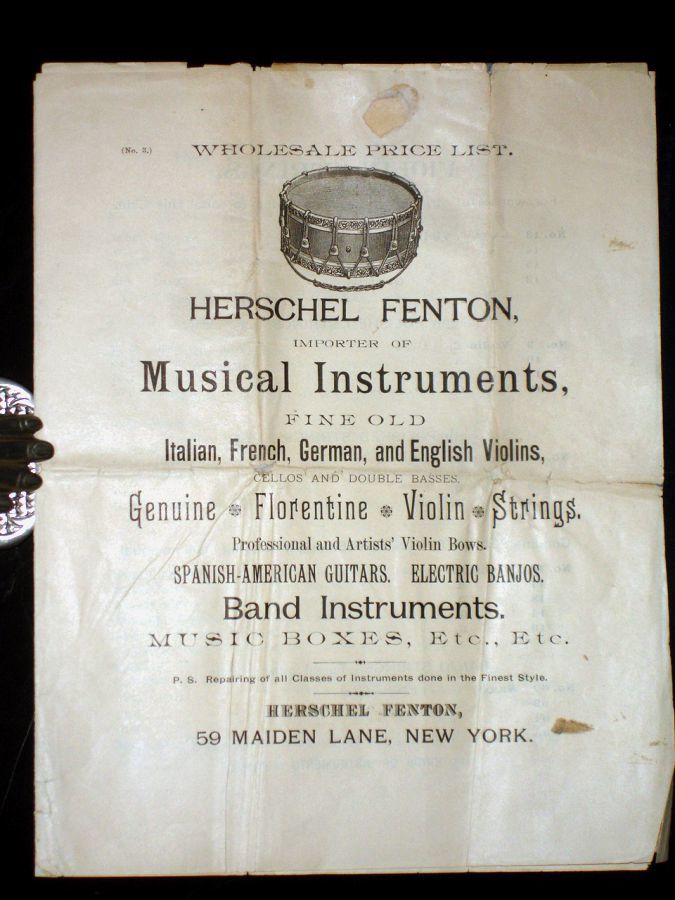 (No. 3.)
WHOLESALE PRICE LIST.
HERSCHEL FENTON,
IMPORTER OF
Musical Instruments,
FINE OLD
Italian, French, German, and English Violins,
CELLOS AND DOUBLE BASSES.
Genuine Florentine Violin Strings.
Professional and Artists' Violin Bows.
SPANISH-AMERICAN GUITARS. ELECTRIC BANJOS.
Band Instruments.
MUSIC BOXES, Etc., Etc.
P. S. Repairing of all Classes of Instruments done in the Finest Style.
HERSCHEL FENTON,
59 MAIDEN LANE, NEW YORK.